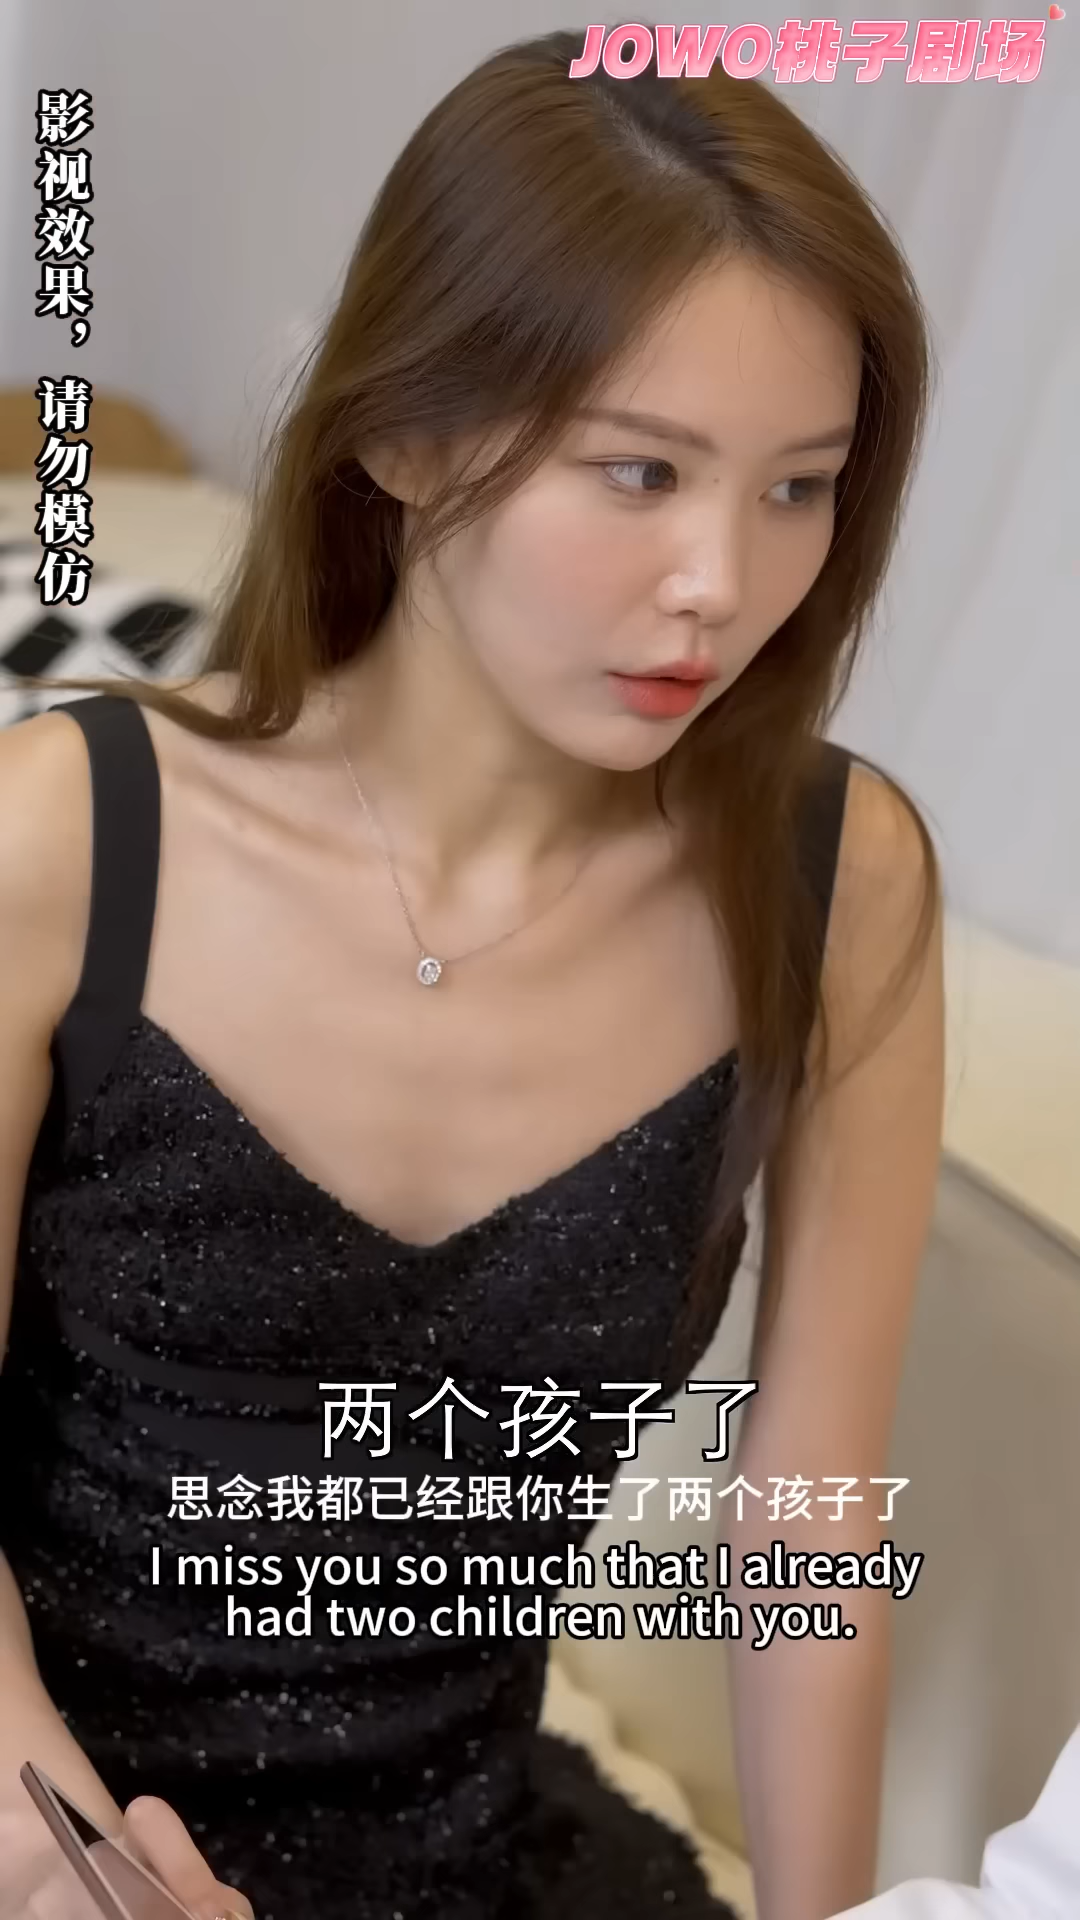 JOWO桃子剧场
影视效果，请勿模仿
两个孩子了
思念我都已经跟你生了两个孩子了
I miss you so much that I already
had two children with you.